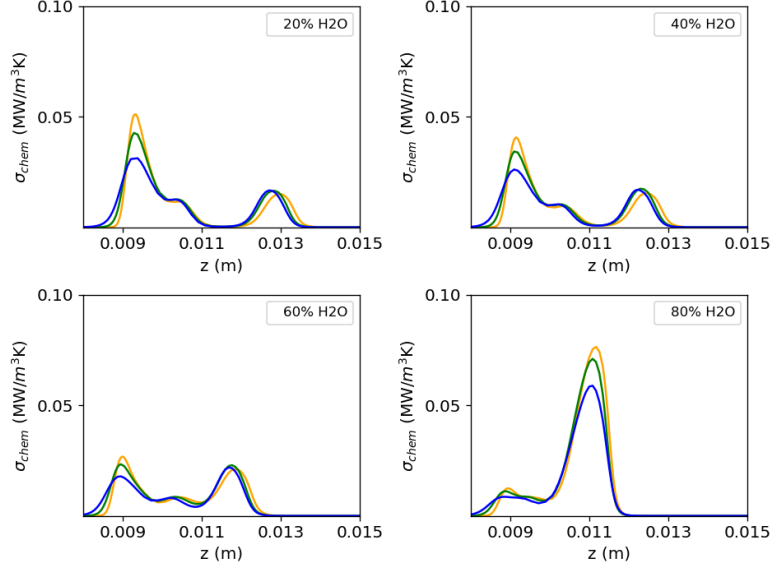 0.10
20% H2O
0.05
σchem (MW/m³K)
0.009 0.011 0.013 0.015
z (m)
0.10
40% H2O
0.05
σchem (MW/m³K)
0.009 0.011 0.013 0.015
z (m)
0.10
60% H2O
0.05
σchem (MW/m³K)
0.009 0.011 0.013 0.015
z (m)
0.10
80% H2O
0.05
σchem (MW/m³K)
0.009 0.011 0.013 0.015
z (m)